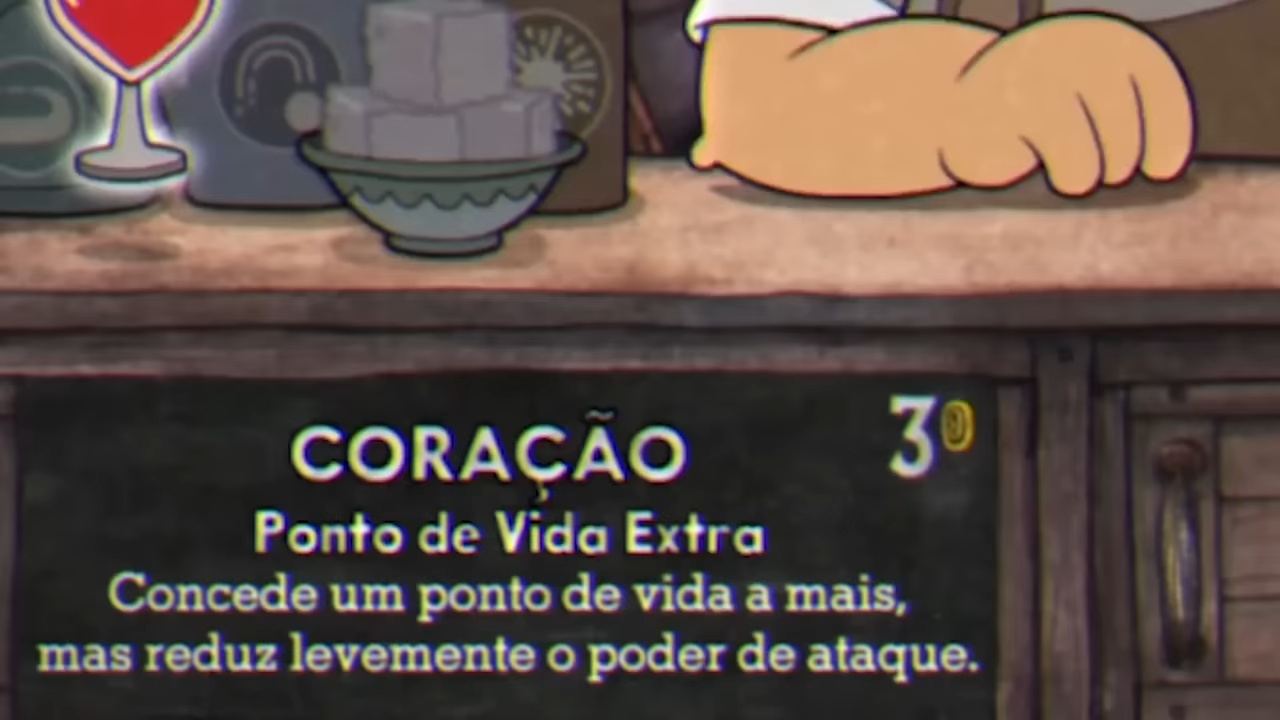 CORAÇÃO
3
Ponto de Vida Extra
Concede um ponto de vida a mais,
mas reduz levemente o poder de ataque.